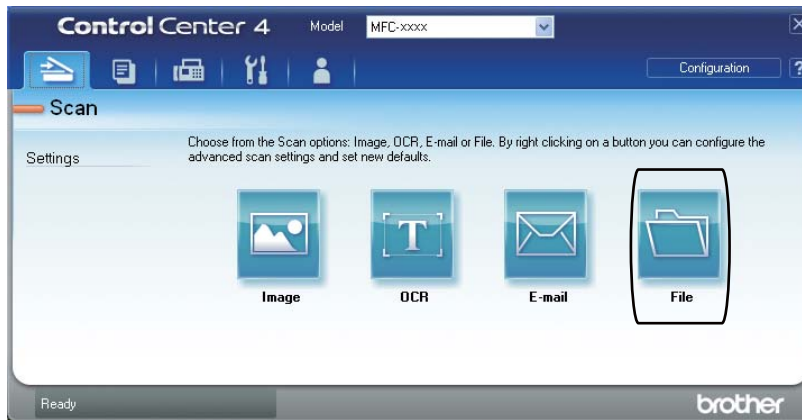 Control Center 4 Model MFC-xxxx
Configuration ?
Scan
Settings
Choose from the Scan options: Image, OCR, E-mail or File. By right clicking on a button you can configure the
advanced scan settings and set new defaults.
T
Image OCR E-mail File
Ready
brother